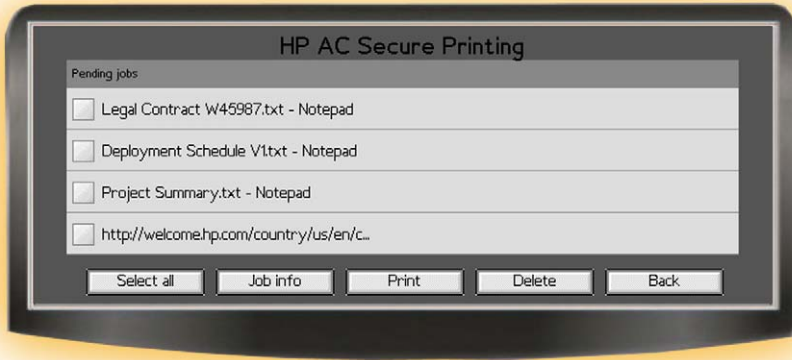 HP AC Secure Printing
Pending jobs
Legal Contract W45987.txt - Notepad
Deployment Schedule V1.txt - Notepad
Project Summary.txt - Notepad
http://welcome.hp.com/country/us/en/c...
Select all Job info Print Delete Back